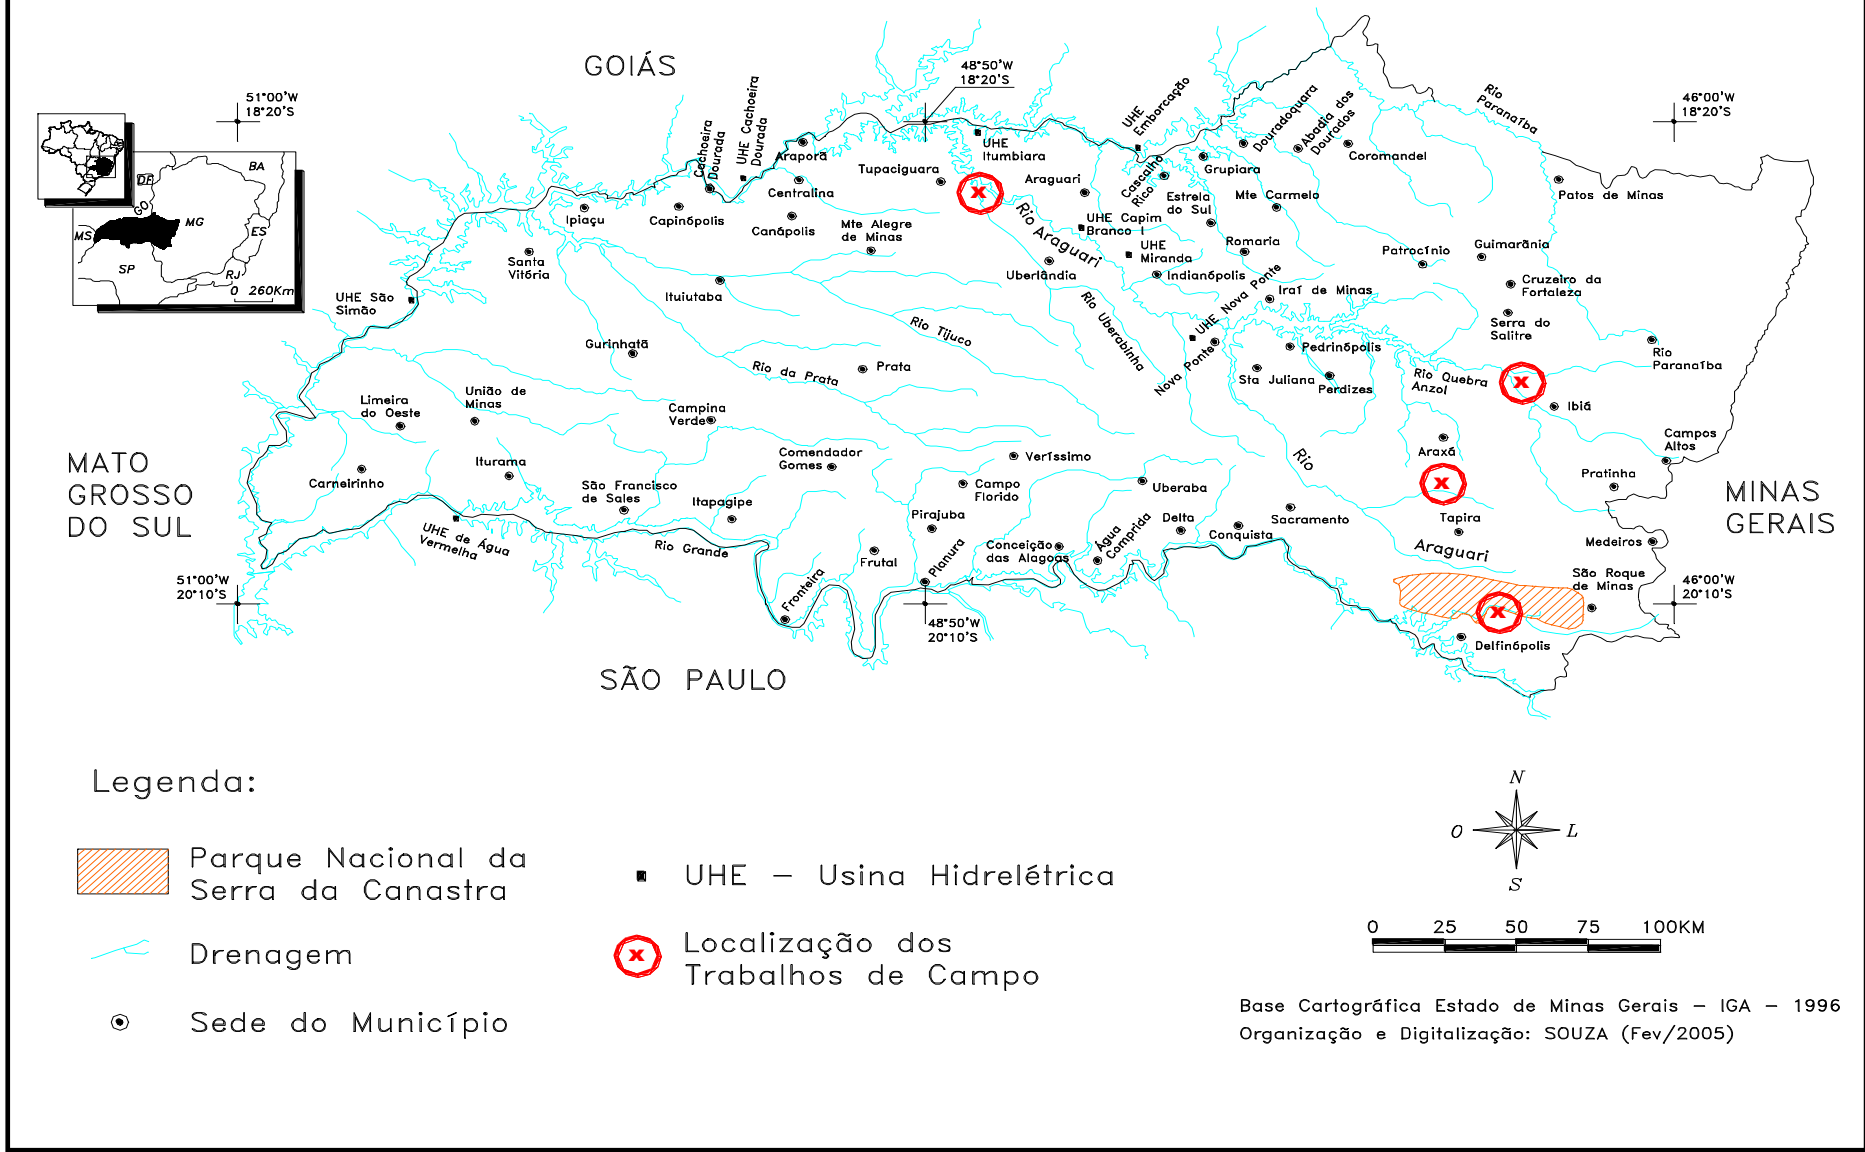 GOIÁS
48°50'W
18°20'S
51°00'W
18°20'S
46°00'W
18°20'S
Rio
Paranaíba
UHE
Emborcação
Douradoquara
Abadia dos
Dourados
Coromandel
Cachoeira
Dourada
UHE Cachoeira
Dourada
Araporã
Tupaciguara
UHE
Itumbiara
Araguari
Cascalho
Rico
Grupiara
Patos de Minas
Centralina
Ipiaçu
Capinópolis
Canápolis
Mte Alegre
de Minas
Rio Araguari
UHE Capim
Branco I
Estrela
do Sul
Mte Carmelo
UHE
Miranda
Romaria
Patrocínio
Guimarânia
Santa
Vitória
Uberlândia
Indianópolis
Cruzeiro da
Fortaleza
UHE São
Simão
Ituiutaba
Rio Uberabinha
UHE Nova Ponte
Iraí de Minas
Serra do
Salitre
Gurinhatã
Rio Tijuco
Nova Ponte
Pedrinópolis
Rio
Paranaíba
Rio da Prata
Prata
Sta Juliana
Perdizes
Rio Quebra
Anzol
Ibiá
Limeira
do Oeste
União de
Minas
Campina
Verde
Campos
Altos
MATO
GROSSO
DO SUL
Carneirinho
Iturama
Comendador
Gomes
Veríssimo
Rio
Araxá
Pratinha
MINAS
GERAIS
São Francisco
de Sales
Itapagipe
Campo
Florido
Uberaba
Pirajuba
Delta
Conquista
Sacramento
Tapira
UHE de Água
Vermelha
Rio Grande
Frutal
Planura
Conceição
das Alagoas
Água
Comprida
Araguari
Medeiros
51°00'W
20°10'S
Fronteira
48°50'W
20°10'S
São Roque
de Minas
46°00'W
20°10'S
Delfinópolis
SÃO PAULO
DF
BA
GO
MG
MS
ES
SP
RJ
0 260Km
Legenda:
Parque Nacional da
Serra da Canastra
Drenagem
Sede do Município
UHE – Usina Hidrelétrica
x Localização dos
Trabalhos de Campo
N
O L
S
0 25 50 75 100KM
Base Cartográfica Estado de Minas Gerais – IGA – 1996
Organização e Digitalização: SOUZA (Fev/2005)